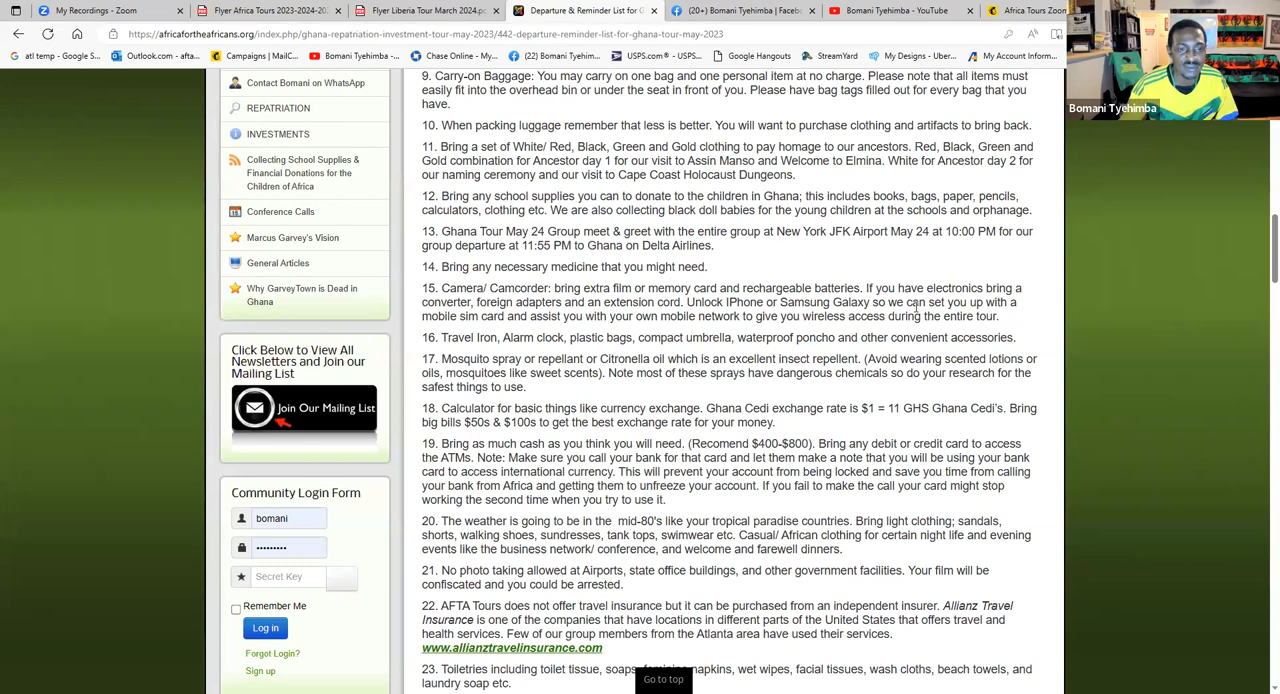 My Recordings - Zoom
Flyer Africa Tours 2023-2024-202
Flyer Liberia Tour March 2024.pd
Departure & Reminder List for G
(20+) Bomani Tyehimba | Facebo
Bomani Tyehimba - YouTube
Africa Tours Zoom
https://africafortheafricans.org/index.php/ghana-repatriation-investment-tour-may-2023/442-departure-reminder-list-for-ghana-tour-may-2023
atl temp - Google S...
Outlook.com - afta...
Campaigns | MailC...
Bomani Tyehimba -...
Chase Online - My...
(22) Bomani Tyehim...
USPS.com® - USPS...
Google Hangouts
StreamYard
My Designs - Uber...
My Account Inform...
Bomani Tyehimba
Contact Bomani on WhatsApp
REPATRIATION
INVESTMENTS
Collecting School Supplies &
Financial Donations for the
Children of Africa
Conference Calls
Marcus Garvey's Vision
General Articles
Why GarveyTown is Dead in
Ghana
Click Below to View All
Newsletters and Join our
Mailing List
Join Our Mailing List
Community Login Form
bomani
Secret Key
Remember Me
Log in
Forgot Login?
Sign up
9. Carry-on Baggage: You may carry on one bag and one personal item at no charge. Please note that all items must
easily fit into the overhead bin or under the seat in front of you. Please have bag tags filled out for every bag that you
have.
10. When packing luggage remember that less is better. You will want to purchase clothing and artifacts to bring back.
11. Bring a set of White/ Red, Black, Green and Gold clothing to pay homage to our ancestors. Red, Black, Green and
Gold combination for Ancestor day 1 for our visit to Assin Manso and Welcome to Elmina. White for Ancestor day 2 for
our naming ceremony and our visit to Cape Coast Holocaust Dungeons.
12. Bring any school supplies you can to donate to the children in Ghana; this includes books, bags, paper, pencils,
calculators, clothing etc. We are also collecting black doll babies for the young children at the schools and orphanage.
13. Ghana Tour May 24 Group meet & greet with the entire group at New York JFK Airport May 24 at 10:00 PM for our
group departure at 11:55 PM to Ghana on Delta Airlines.
14. Bring any necessary medicine that you might need.
15. Camera/ Camcorder: bring extra film or memory card and rechargeable batteries. If you have electronics bring a
converter, foreign adapters and an extension cord. Unlock IPhone or Samsung Galaxy so we can set you up with a
mobile sim card and assist you with your own mobile network to give you wireless access during the entire tour.
16. Travel Iron, Alarm clock, plastic bags, compact umbrella, waterproof poncho and other convenient accessories.
17. Mosquito spray or repellant or Citronella oil which is an excellent insect repellent. (Avoid wearing scented lotions or
oils, mosquitoes like sweet scents). Note most of these sprays have dangerous chemicals so do your research for the
safest things to use.
18. Calculator for basic things like currency exchange. Ghana Cedi exchange rate is $1 = 11 GHS Ghana Cedi's. Bring
big bills $50s & $100s to get the best exchange rate for your money.
19. Bring as much cash as you think you will need. (Recomend $400-$800). Bring any debit or credit card to access
the ATMs. Note: Make sure you call your bank for that card and let them make a note that you will be using your bank
card to access international currency. This will prevent your account from being locked and save you time from calling
your bank from Africa and getting them to unfreeze your account. If you fail to make the call your card might stop
working the second time when you try to use it.
20. The weather is going to be in the mid-80's like your tropical paradise countries. Bring light clothing; sandals,
shorts, walking shoes, sundresses, tank tops, swimwear etc. Casual/ African clothing for certain night life and evening
events like the business network/ conference, and welcome and farewell dinners.
21. No photo taking allowed at Airports, state office buildings, and other government facilities. Your film will be
confiscated and you could be arrested.
22. AFTA Tours does not offer travel insurance but it can be purchased from an independent insurer. Allianz Travel
Insurance is one of the companies that have locations in different parts of the United States that offers travel and
health services. Few of our group members from the Atlanta area have used their services.
www.allianztravelinsurance.com
23. Toiletries including toilet tissue, soaps, napkins, wet wipes, facial tissues, wash cloths, beach towels, and
laundry soap etc.
Go to top